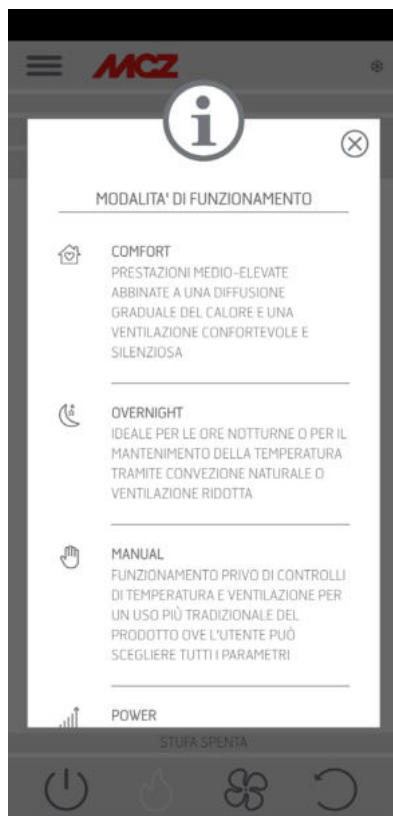 MCZ
i
MODALITA' DI FUNZIONAMENTO
COMFORT
PRESTAZIONI MEDIO-ELEVATE
ABBINATE A UNA DIFFUSIONE
GRADUALE DEL CALORE E UNA
VENTILAZIONE CONFORTEVOLE E
SILENZIOSA
OVERNIGHT
IDEALE PER LE ORE NOTTURNE O PER IL
MANTENIMENTO DELLA TEMPERATURA
TRAMITE CONVEZIONE NATURALE O
VENTILAZIONE RIDOTTA
MANUAL
FUNZIONAMENTO PRIVO DI CONTROLLI
DI TEMPERATURA E VENTILAZIONE PER
UN USO PIÙ TRADIZIONALE DEL
PRODOTTO OVE L'UTENTE PUÒ
SCEGLIERE TUTTI I PARAMETRI
POWER
STUFA SPENTA